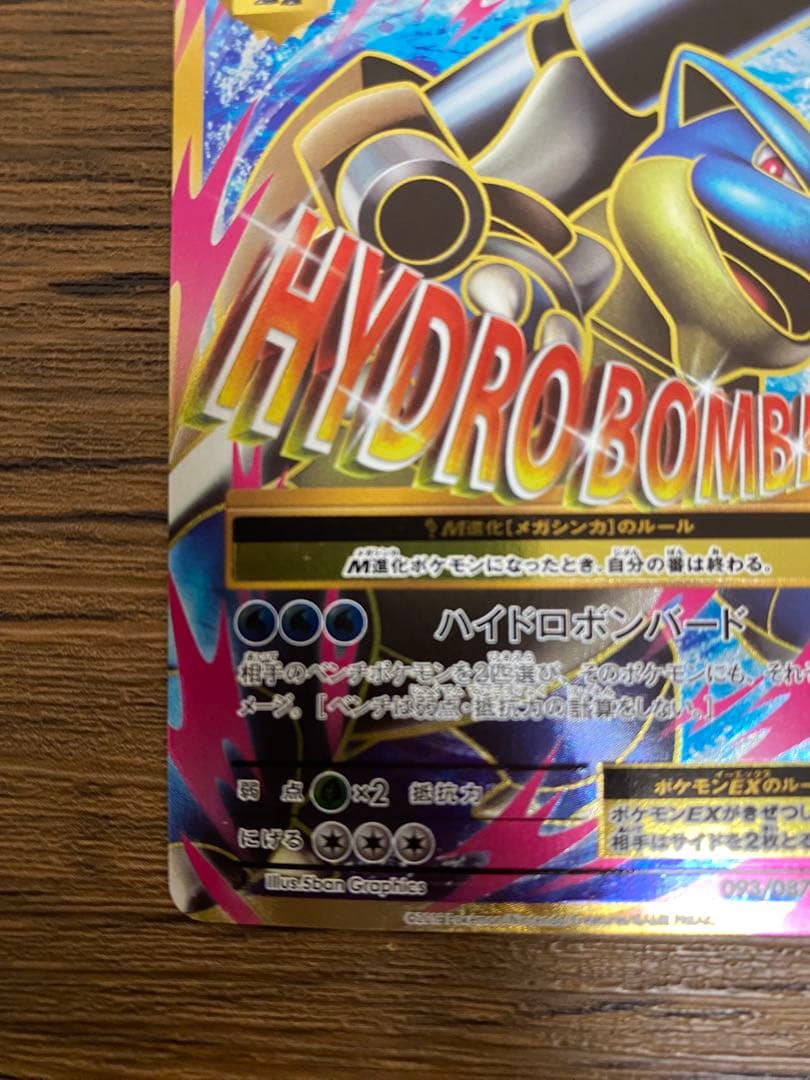 HYDRO BOMB
M進化[メガシンカ]のルール
M進化ポケモンになったとき、自分の番は終わる。
ハイドロボンバード
相手のベンチポケモンを2匹選び、そのポケモンにも、それ
メージ。[ベンチは弱点・抵抗力の計算をしない。]
弱点 ×2 抵抗力
にげる
ポケモンEXのルー
ポケモンEXがきぜつ
相手はサイドを2枚と
Illus. 5ban Graphics
093/087